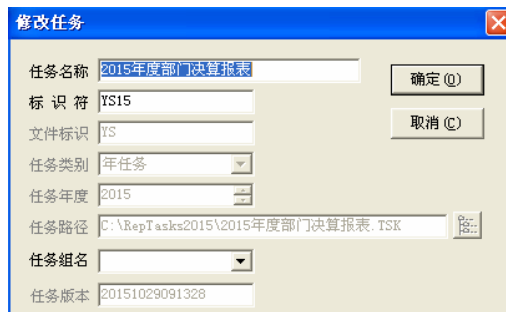 修改任务
任务名称 2015年度部门决算报表
确定(O)
标 识 符 YS15
取消(C)
文件标识 YS
任务类别 年任务
任务年度 2015
任务路径 C:\RepTasks2015\2015年度部门决算报表.TSK
任务组名
任务版本 20151029091328